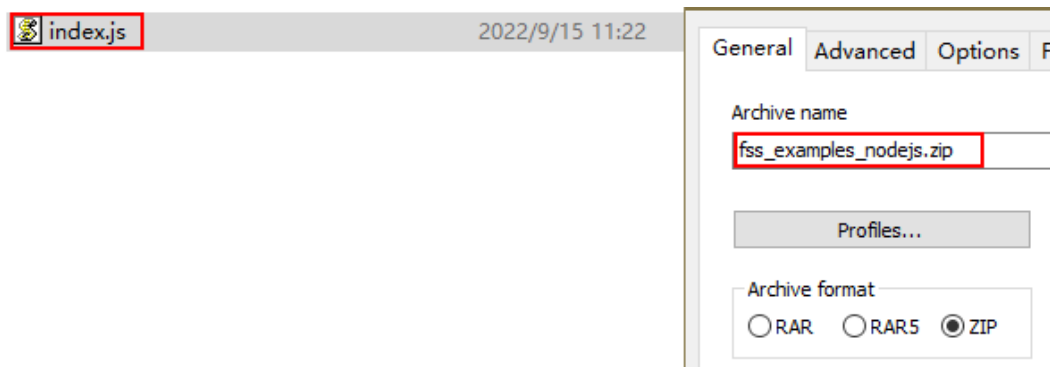 index.js 2022/9/15 11:22
General Advanced Options
Archive name
fss_examples_nodejs.zip
Profiles...
Archive format
RAR RAR5 ZIP